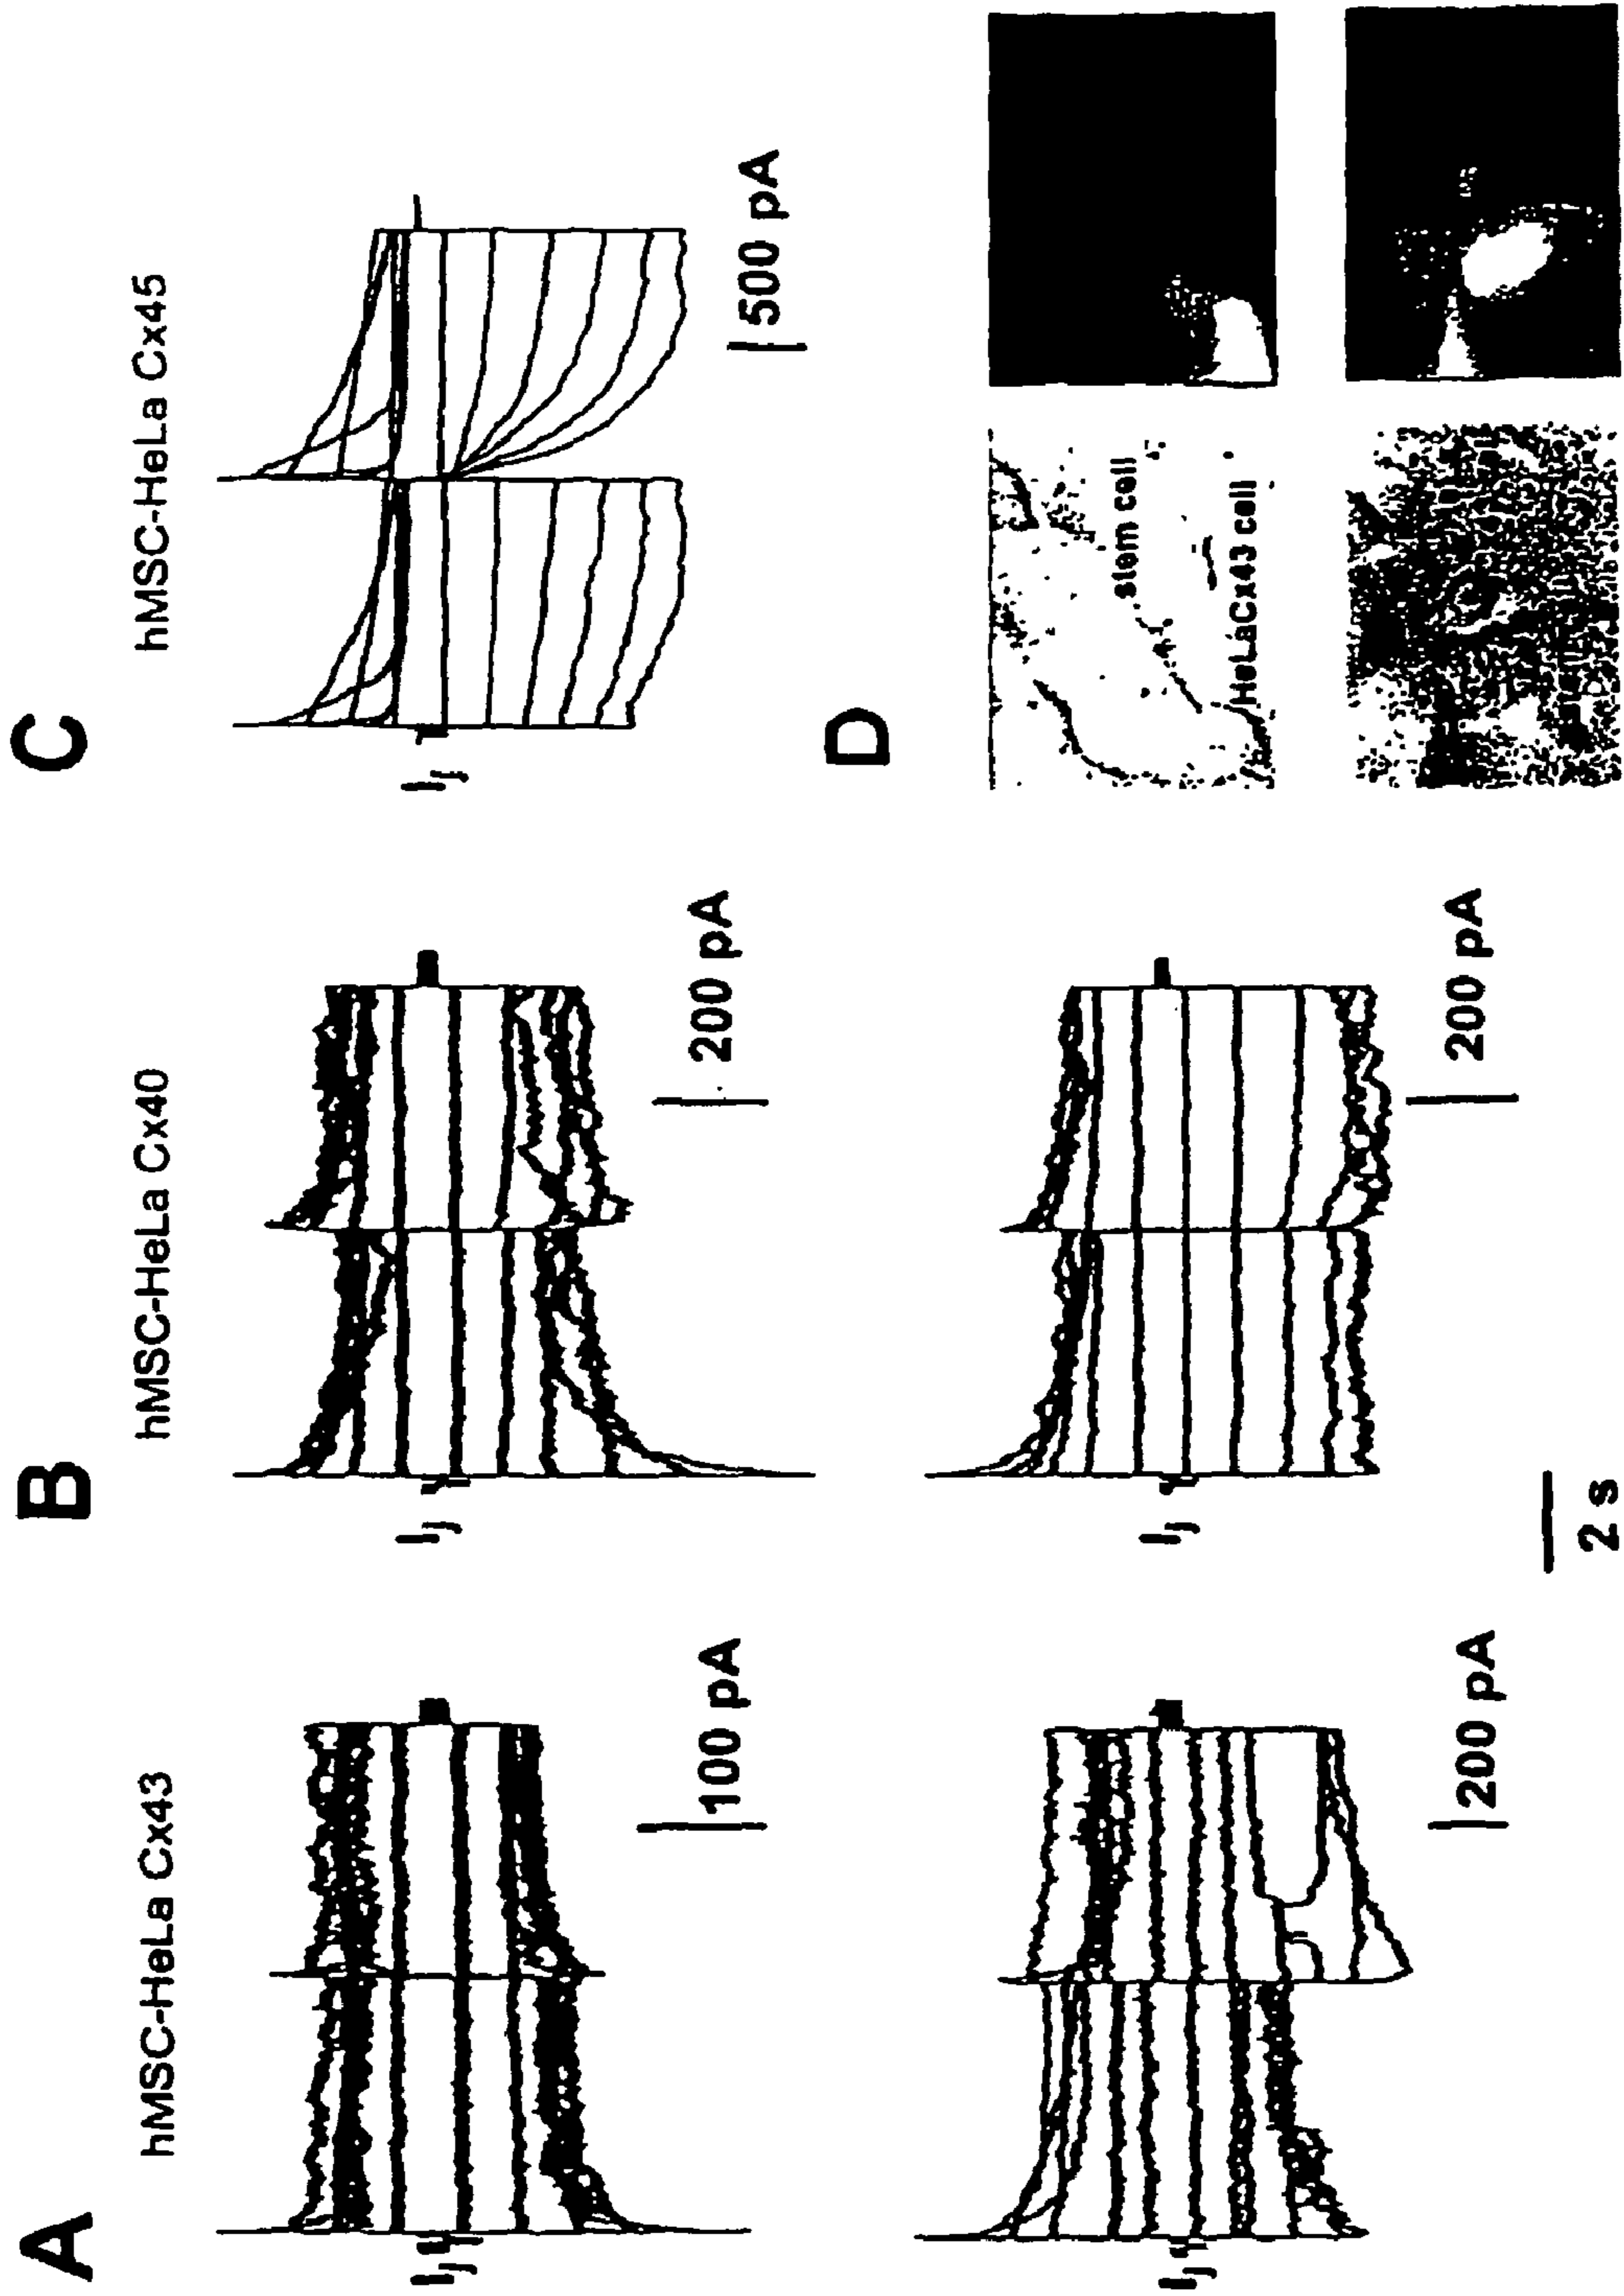 A
hMSC-HeLa Cx43
Ij
100 pA
Ij
200 pA
B
hMSC-HeLa Cx40
Ij
200 pA
Ij
200 pA
2 s
C
hMSC-HeLa Cx45
Ij
500 pA
D
Stem cell
HeLaCx43 cell